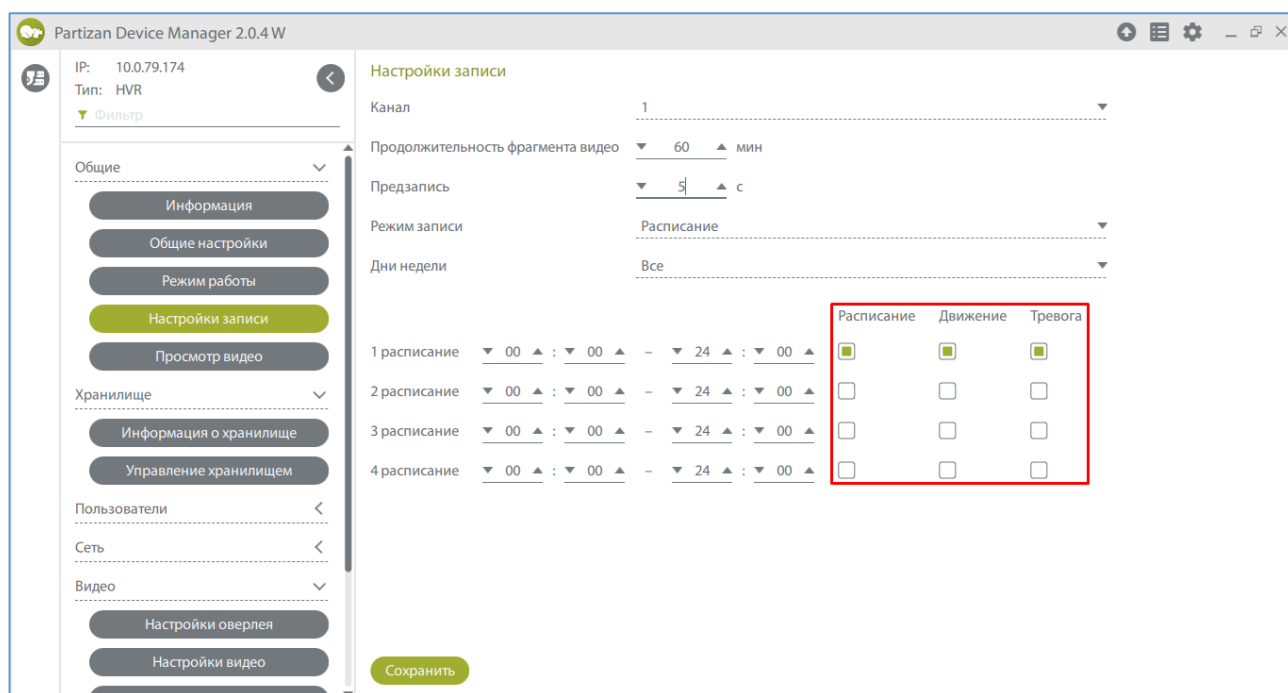 Partizan Device Manager 2.0.4 W
IP: 10.0.79.174
Тип: HVR
Фильтр
Общие
Информация
Общие настройки
Режим работы
Настройки записи
Просмотр видео
Хранилище
Информация о хранилище
Управление хранилищем
Пользователи
Сеть
Видео
Настройки оверлея
Настройки видео
Настройки записи
Канал 1
Продолжительность фрагмента видео 60 мин
Предзапись 5 с
Режим записи Расписание
Дни недели Все
Расписание Движение Тревога
1 расписание 00 : 00 – 24 : 00
2 расписание 00 : 00 – 24 : 00
3 расписание 00 : 00 – 24 : 00
4 расписание 00 : 00 – 24 : 00
Сохранить